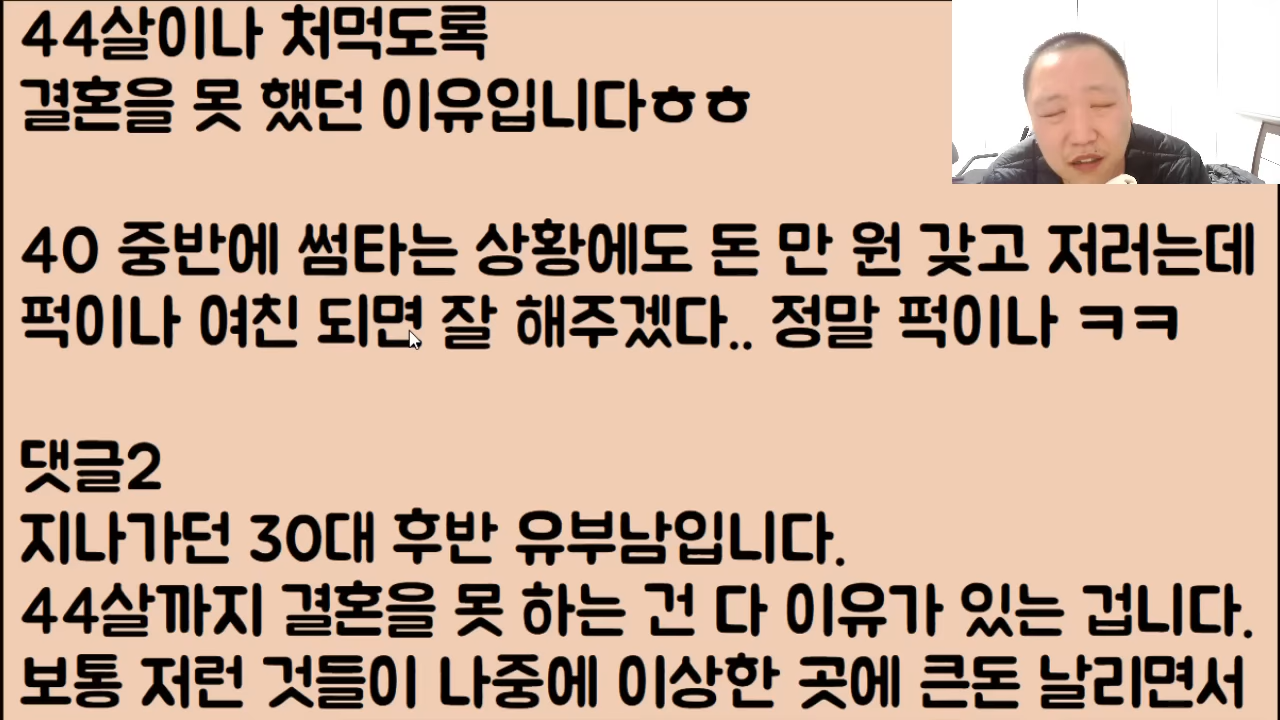 44살이나 처먹도록
결혼을 못 했던 이유입니다ㅎㅎ
40 중반에 썸타는 상황에도 돈 만 원 갖고 저러는데
퍽이나 여친 되면 잘 해주겠다.. 정말 퍽이나 ㅋㅋ
댓글2
지나가던 30대 후반 유부남입니다.
44살까지 결혼을 못 하는 건 다 이유가 있는 겁니다.
보통 저런 것들이 나중에 이상한 곳에 큰돈 날리면서